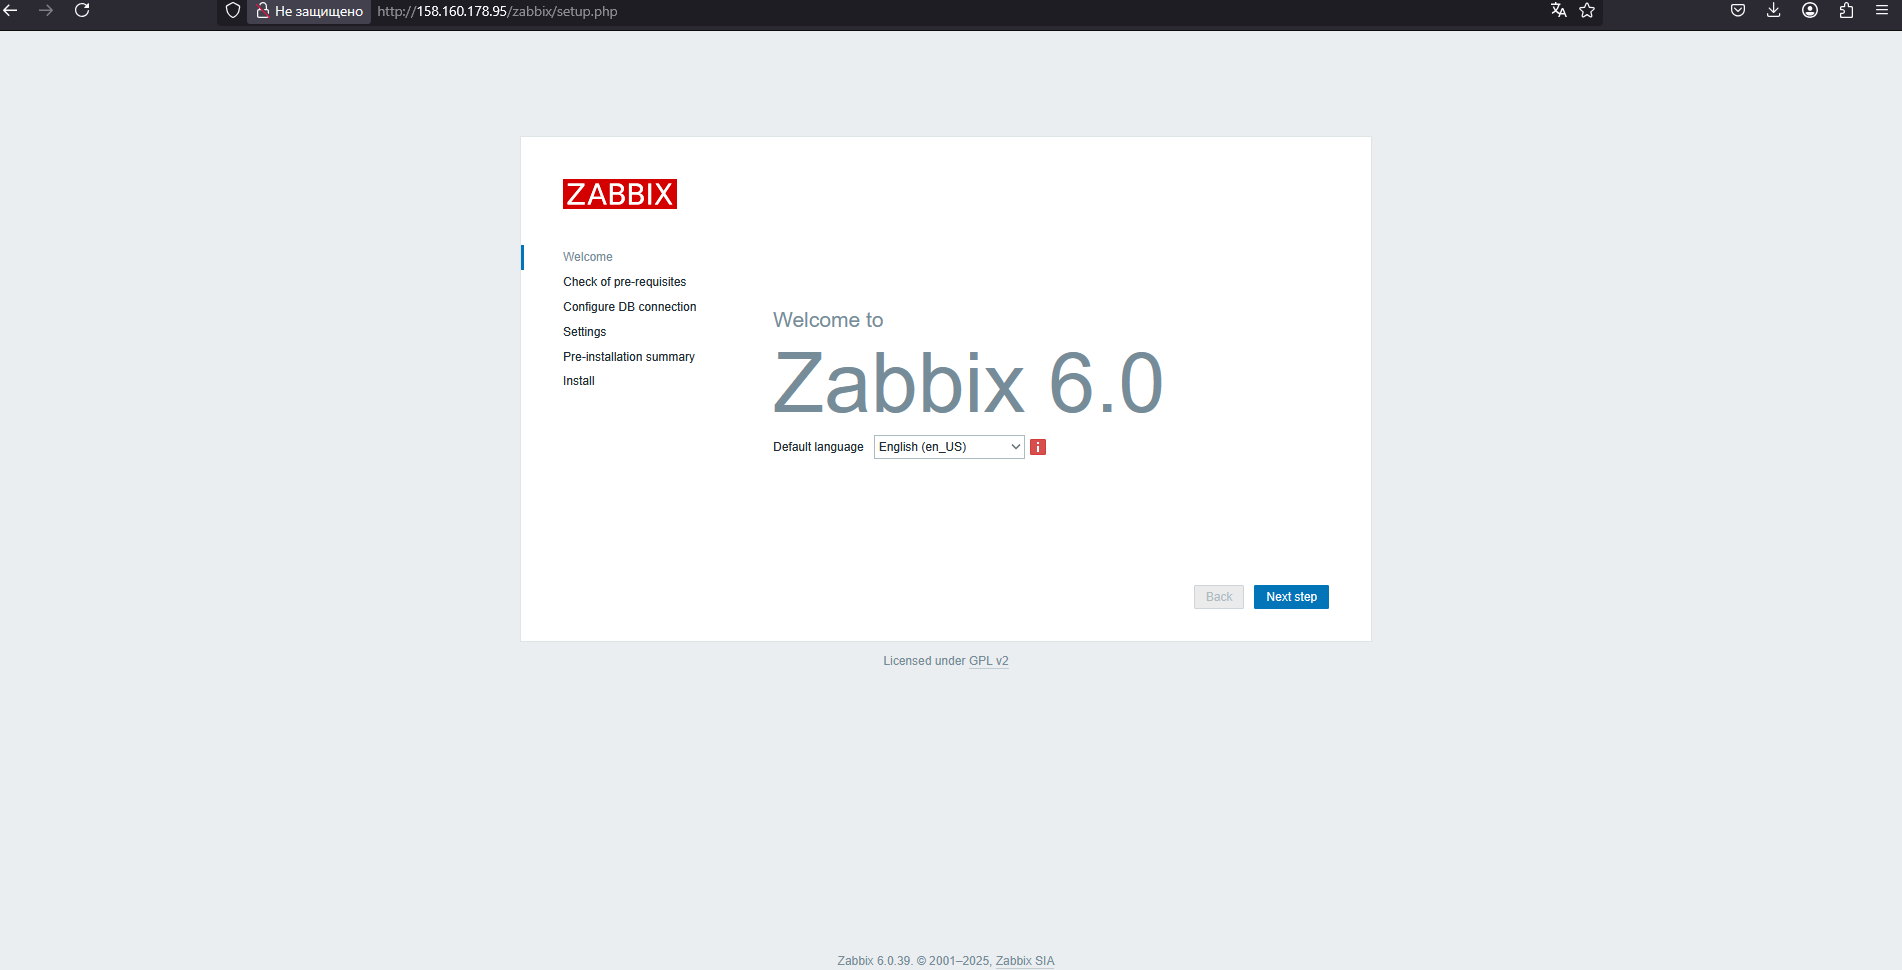 Не защищено http://158.160.178.95/zabbix/setup.php
ZABBIX
Welcome
Check of pre-requisites
Configure DB connection
Settings
Pre-installation summary
Install
Welcome to
Zabbix 6.0
Default language English (en_US)
Back Next step
Licensed under GPL v2
Zabbix 6.0.39. © 2001–2025, Zabbix SIA